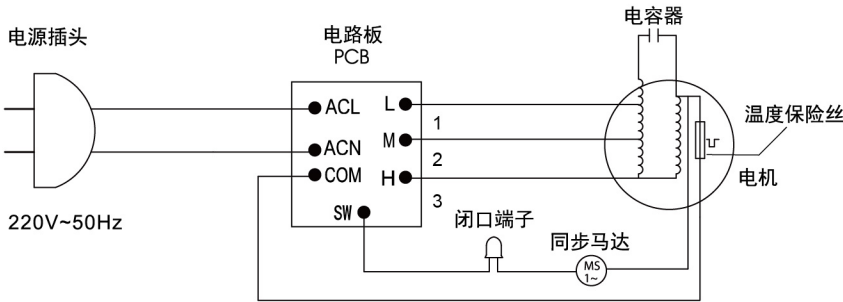 电容器
电源插头
电路板
PCB
ACL
L
1
温度保险丝
ACN
M
2
COM
H
3
电机
220V~50Hz
SW
闭口端子
同步马达
MS
1~